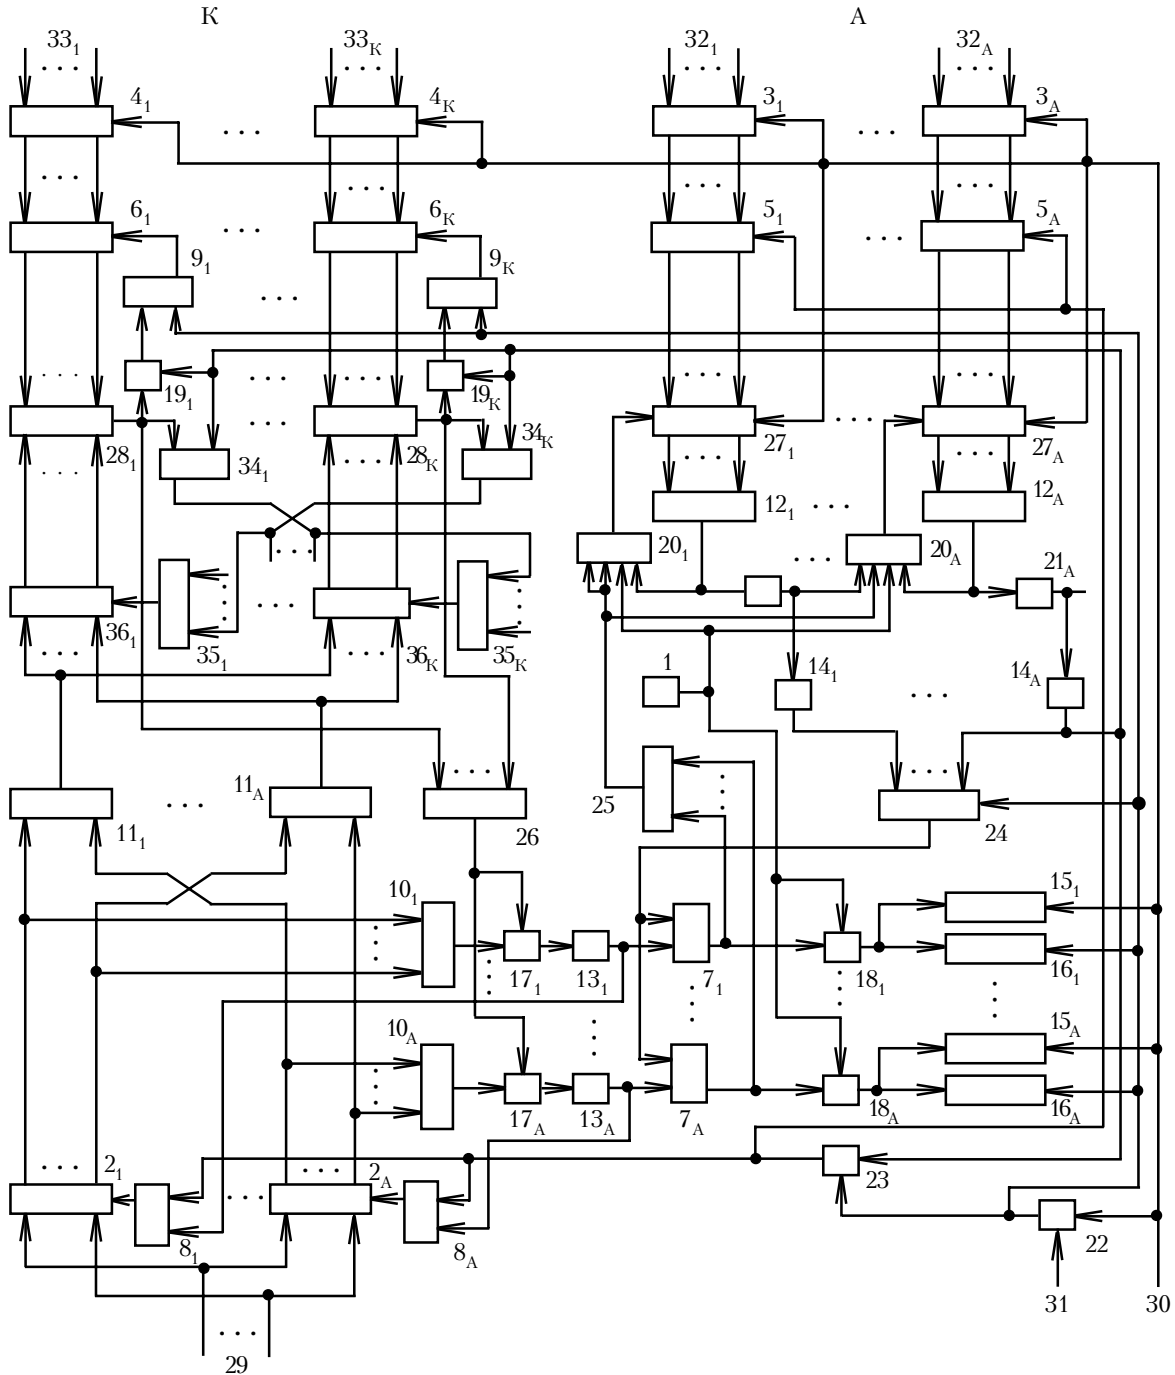 К А
33₁ 33К 32₁ 32А
4₁ 4К 3₁ 3А
6₁ 6К 5₁ 5А
9₁ 9К
19₁ 19К
28₁ 34₁ 28К 34К 27₁ 27А
12₁ 12А
20₁ 20А 21А
36₁ 35₁ 36К 35К
1 14₁ 14А
11₁ 11А 26 25 24
10₁ 15₁
17₁ 13₁ 7₁ 18₁ 16₁
10А 15А
17А 13А 7А 18А 16А
2₁ 2А 23
8₁ 8А 22
31 30
29